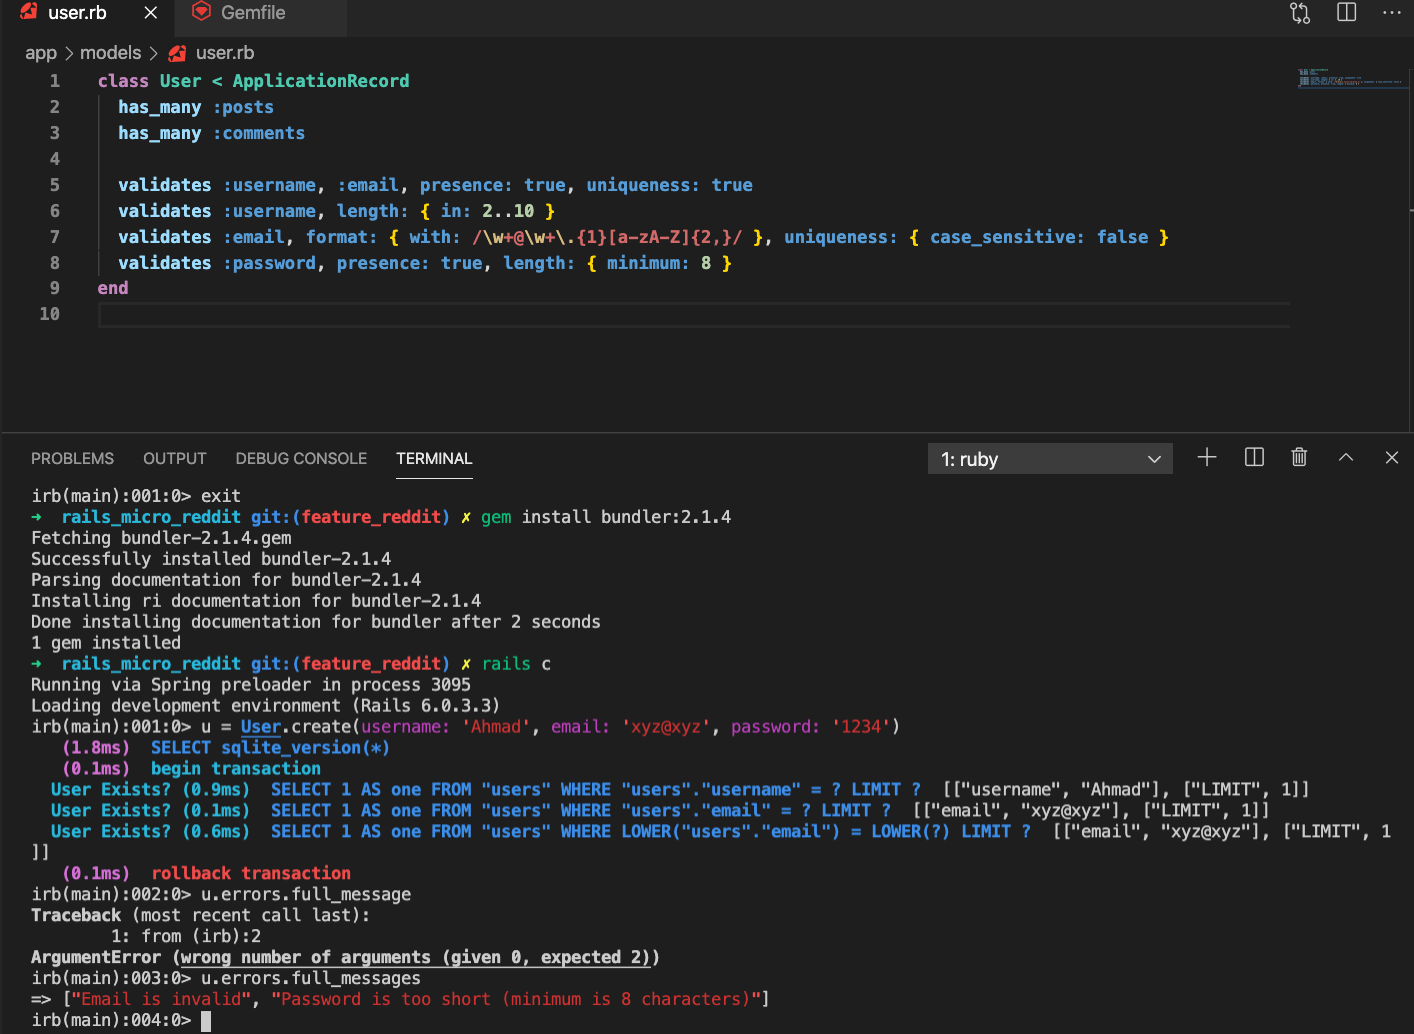 user.rb
Gemfile
app > models > user.rb
1 class User < ApplicationRecord
2 has_many :posts
3 has_many :comments
4
5 validates :username, :email, presence: true, uniqueness: true
6 validates :username, length: { in: 2..10 }
7 validates :email, format: { with: /\w+@\w+\.{1}[a-zA-Z]{2,}/ }, uniqueness: { case_sensitive: false }
8 validates :password, presence: true, length: { minimum: 8 }
9 end
10
PROBLEMS OUTPUT DEBUG CONSOLE TERMINAL 1: ruby
irb(main):001:0> exit
➜ rails_micro_reddit git:(feature_reddit) ✗ gem install bundler:2.1.4
Fetching bundler-2.1.4.gem
Successfully installed bundler-2.1.4
Parsing documentation for bundler-2.1.4
Installing ri documentation for bundler-2.1.4
Done installing documentation for bundler after 2 seconds
1 gem installed
➜ rails_micro_reddit git:(feature_reddit) ✗ rails c
Running via Spring preloader in process 3095
Loading development environment (Rails 6.0.3.3)
irb(main):001:0> u = User.create(username: 'Ahmad', email: 'xyz@xyz', password: '1234')
(1.8ms) SELECT sqlite_version(*)
(0.1ms) begin transaction
User Exists? (0.9ms) SELECT 1 AS one FROM "users" WHERE "users"."username" = ? LIMIT ? [["username", "Ahmad"], ["LIMIT", 1]]
User Exists? (0.1ms) SELECT 1 AS one FROM "users" WHERE "users"."email" = ? LIMIT ? [["email", "xyz@xyz"], ["LIMIT", 1]]
User Exists? (0.6ms) SELECT 1 AS one FROM "users" WHERE LOWER("users"."email") = LOWER(?) LIMIT ? [["email", "xyz@xyz"], ["LIMIT", 1
]]
(0.1ms) rollback transaction
irb(main):002:0> u.errors.full_message
Traceback (most recent call last):
1: from (irb):2
ArgumentError (wrong number of arguments (given 0, expected 2))
irb(main):003:0> u.errors.full_messages
=> ["Email is invalid", "Password is too short (minimum is 8 characters)"]
irb(main):004:0>